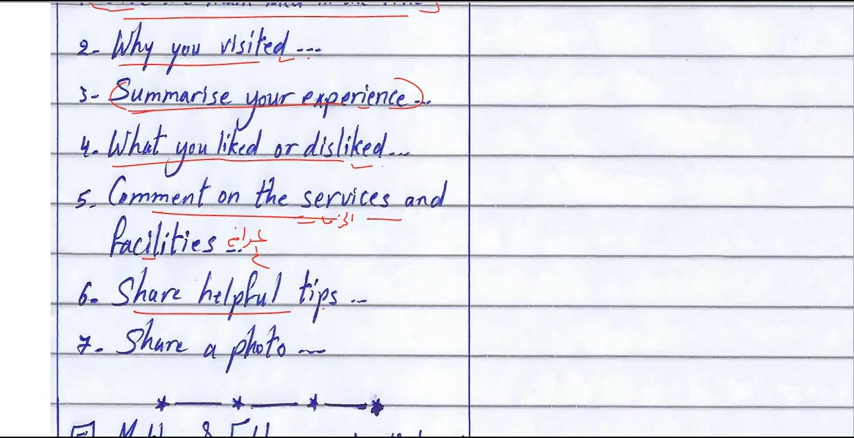 2- Why you visited ...
3- (Summarise your experience)...
4- What you liked or disliked...
5- Comment on the services and
الخدمات
Facilities ...
6- Share helpful tips ...
7- Share a photo ...